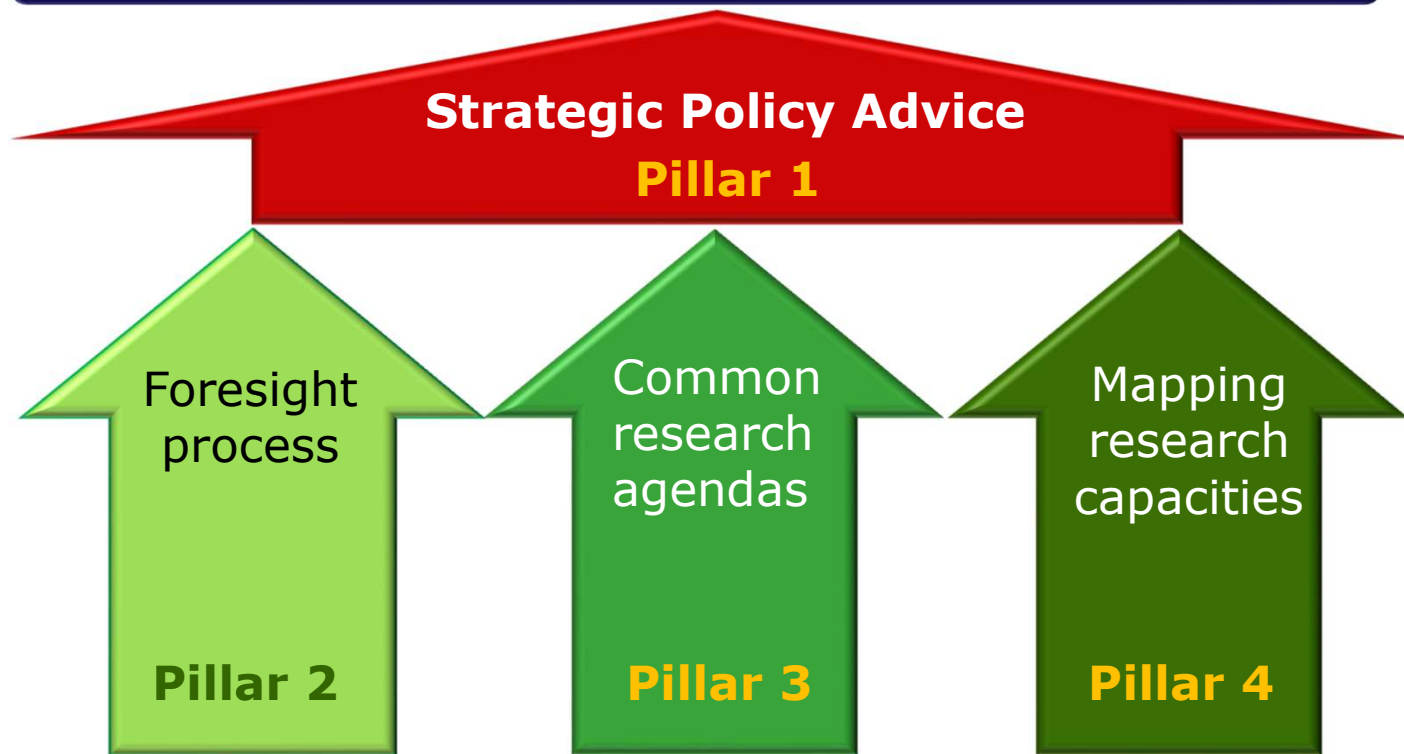 Strategic Policy Advice
Pillar 1
Foresight
process
Pillar 2
Common
research
agendas
Pillar 3
Mapping
research
capacities
Pillar 4